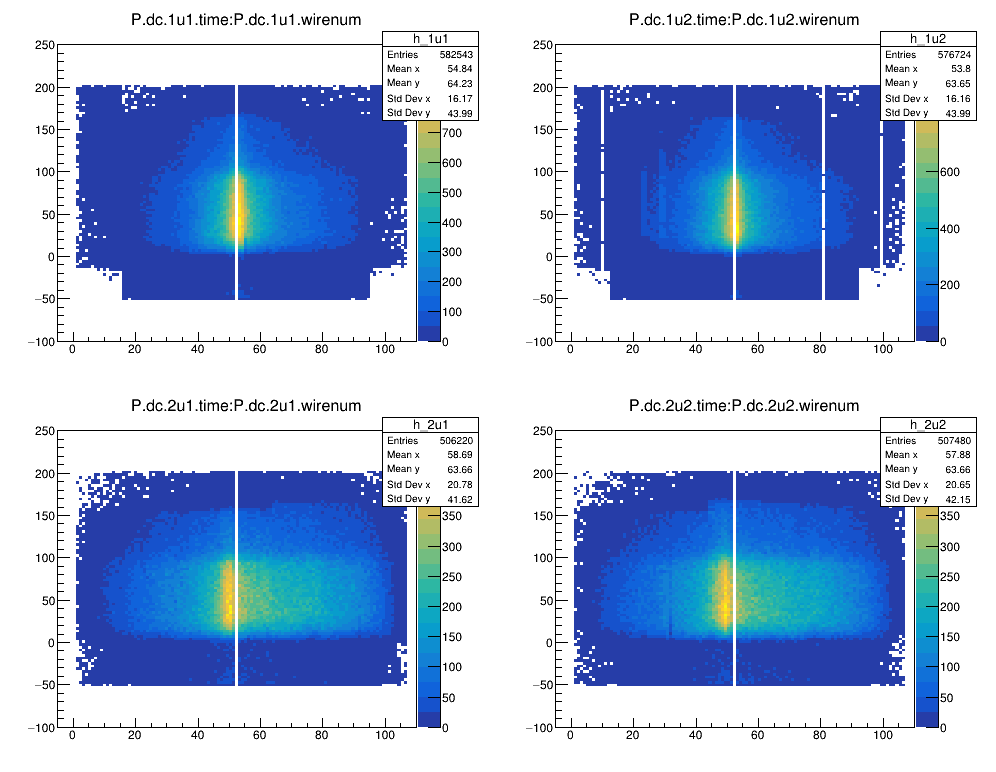 P.dc.1u1.time:P.dc.1u1.wirenum
h_1u1
Entries 582543
Mean x 54.84
Mean y 64.23
Std Dev x 16.17
Std Dev y 43.99
250
200
150
100
50
0
−50
−100
0 20 40 60 80 100
700
600
500
400
300
200
100
0
P.dc.1u2.time:P.dc.1u2.wirenum
h_1u2
Entries 576724
Mean x 53.8
Mean y 63.65
Std Dev x 16.16
Std Dev y 43.99
250
200
150
100
50
0
−50
−100
0 20 40 60 80 100
600
400
200
0
P.dc.2u1.time:P.dc.2u1.wirenum
h_2u1
Entries 506220
Mean x 58.69
Mean y 63.66
Std Dev x 20.78
Std Dev y 41.62
250
200
150
100
50
0
−50
−100
0 20 40 60 80 100
350
300
250
200
150
100
50
0
P.dc.2u2.time:P.dc.2u2.wirenum
h_2u2
Entries 507480
Mean x 57.88
Mean y 63.66
Std Dev x 20.65
Std Dev y 42.15
250
200
150
100
50
0
−50
−100
0 20 40 60 80 100
350
300
250
200
150
100
50
0